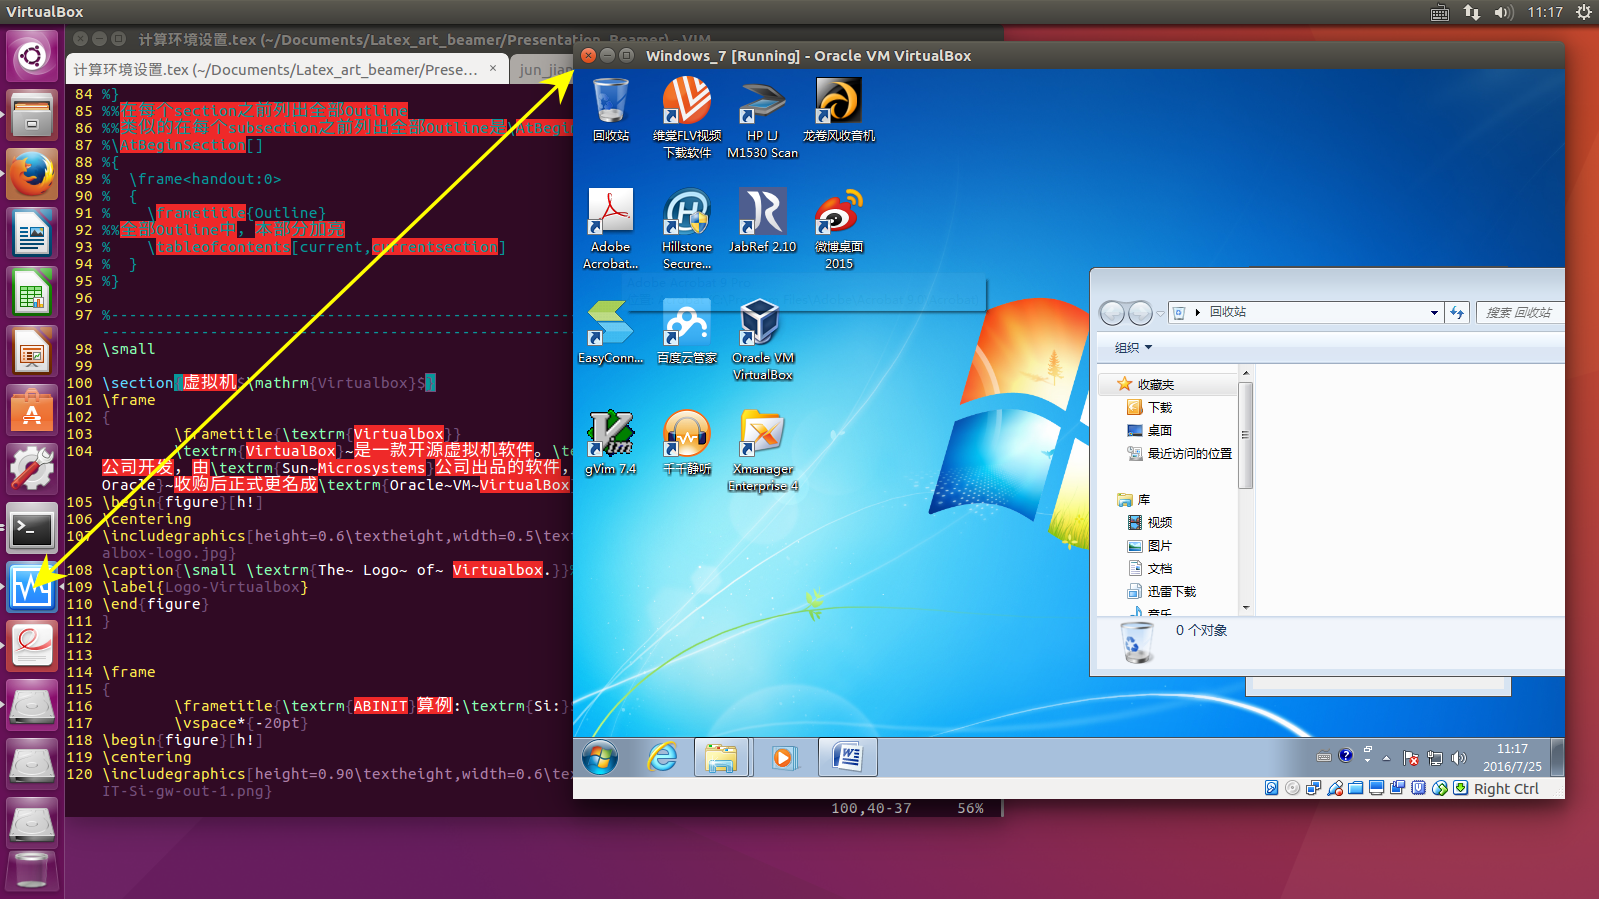 VirtualBox
11:17
计算环境设置.tex (~/Documents/Latex_art_beamer/Presentation_Beamer) - VIM
计算环境设置.tex (~/Documents/Latex_art_beamer/Prese... ×
jun_jian
84 %}
85 %%在每个section之前列出全部Outline
86 %%类似的在每个subsection之前列出全部Outline是\AtBegin
87 %\AtBeginSection[]
88 %{
89 %  \frame<handout:0>
90 %  {
91 %    \frametitle{Outline}
92 %%全部Outline中，本部分加亮
93 %    \tableofcontents[current,currentsection]
94 %  }
95 %}
96
97 %----------------------------------------------------
98 \small
99
100 \section{虚拟机$\mathrm{Virtualbox}$}
101 \frame
102 {
103 \frametitle{\textrm{Virtualbox}}
104 \textrm{VirtualBox}~是一款开源虚拟机软件。\te
公司开发，由\textrm{Sun~Microsystems}公司出品的软件，
Oracle}~收购后正式更名成\textrm{Oracle~VM~VirtualBox
105 \begin{figure}[h!]
106 \centering
107 \includegraphics[height=0.6\textheight,width=0.5\text
albox-logo.jpg}
108 \caption{\small \textrm{The~ Logo~ of~ Virtualbox.}}%
109 \label{Logo-Virtualbox}
110 \end{figure}
111 }
112
113
114 \frame
115 {
116 \frametitle{\textrm{ABINIT}算例:\textrm{Si:}
117 \vspace*{-20pt}
118 \begin{figure}[h!]
119 \centering
120 \includegraphics[height=0.90\textheight,width=0.6\tex
IT-Si-gw-out-1.png}
100,40-37 56%
Windows_7 [Running] - Oracle VM VirtualBox
回收站
维棠FLV视频
下载软件
HP LJ
M1530 Scan
龙卷风收音机
Adobe
Acrobat...
Hillstone
Secure...
JabRef 2.10
微博桌面
2015
EasyConn...
百度云管家
Oracle VM
VirtualBox
gVim 7.4
千千静听
Xmanager
Enterprise 4
回收站
搜索 回收站
组织
收藏夹
下载
桌面
最近访问的位置
库
视频
图片
文档
迅雷下载
音乐
0 个对象
11:17
2016/7/25
Right Ctrl